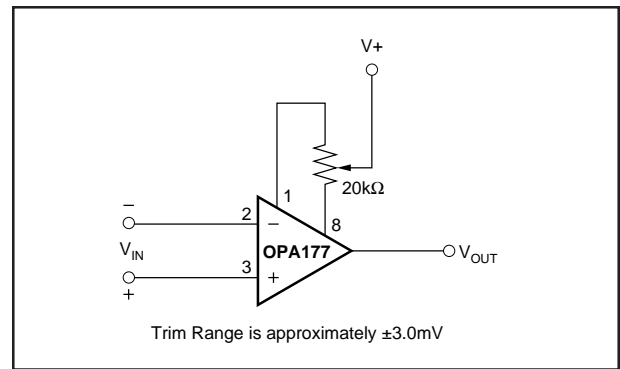 V+
1
20kΩ
−
2
−
8
V_IN
OPA177
V_OUT
3
+
+
Trim Range is approximately ±3.0mV